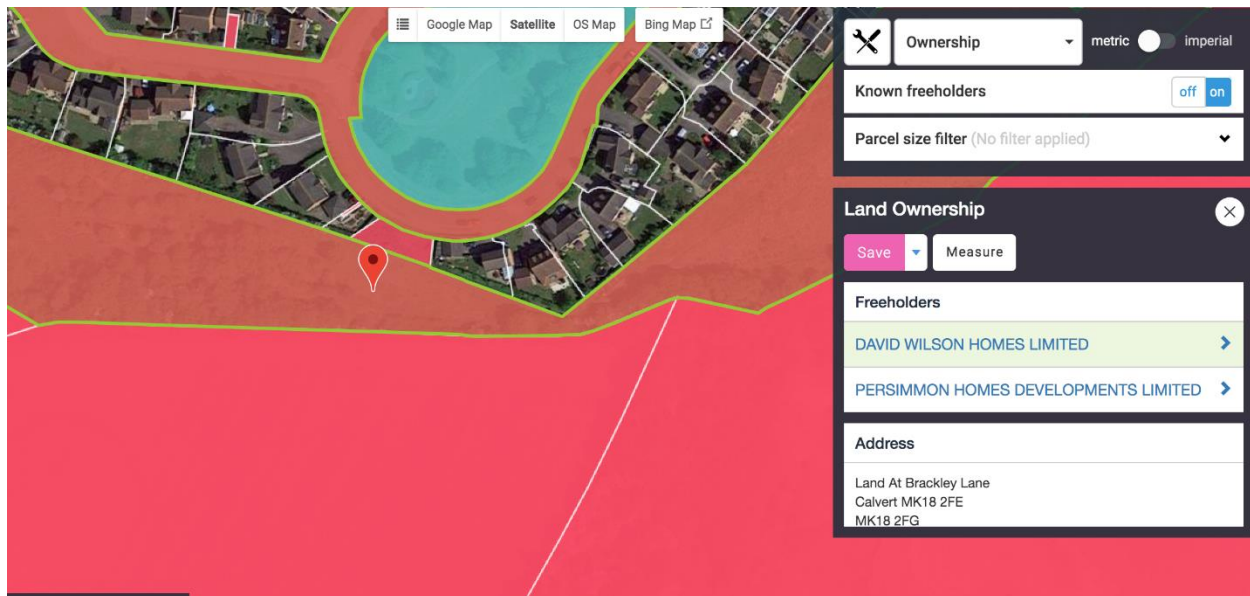 Google Map Satellite OS Map Bing Map
Ownership metric imperial
Known freeholders off on
Parcel size filter (No filter applied)
Land Ownership
Save Measure
Freeholders
DAVID WILSON HOMES LIMITED
PERSIMMON HOMES DEVELOPMENTS LIMITED
Address
Land At Brackley Lane
Calvert MK18 2FE
MK18 2FG